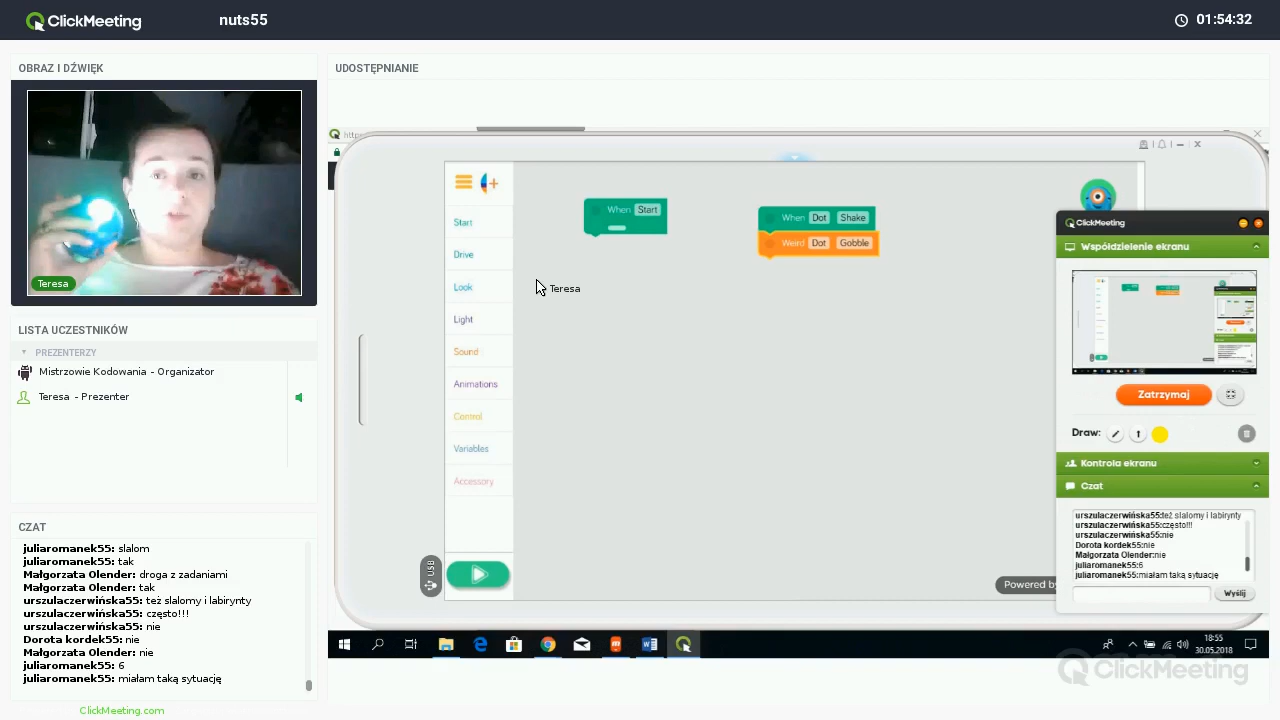 ClickMeeting
nuts55
01:54:32
OBRAZ I DŹWIĘK
Teresa
LISTA UCZESTNIKÓW
PREZENTERZY
Mistrzowie Kodowania - Organizator
Teresa - Prezenter
CZAT
juliaromanek55: slalom
juliaromanek55: tak
Małgorzata Olender: droga z zadaniami
Małgorzata Olender: tak
urszulaczerwińska55: też slalomy i labirynty
urszulaczerwińska55: często!!!
urszulaczerwińska55: nie
Dorota kordek55: nie
Małgorzata Olender: nie
juliaromanek55: 6
juliaromanek55: miałam taką sytuację
ClickMeeting.com
UDOSTĘPNIANIE
Start
Drive
Look
Light
Sound
Animations
Control
Variables
Accessory
When Start
When Dot Shake
Weird Dot Gobble
Teresa
USB
Powered by
ClickMeeting
Współdzielenie ekranu
Zatrzymaj
Draw:
Kontrola ekranu
Czat
urszulaczerwińska55:też slalomy i labirynty
urszulaczerwińska55:często!!!
urszulaczerwińska55:nie
Dorota kordek55:nie
Małgorzata Olender:nie
juliaromanek55:6
juliaromanek55:miałam taką sytuację
Wyślij
18:55
30.05.2018
ClickMeeting